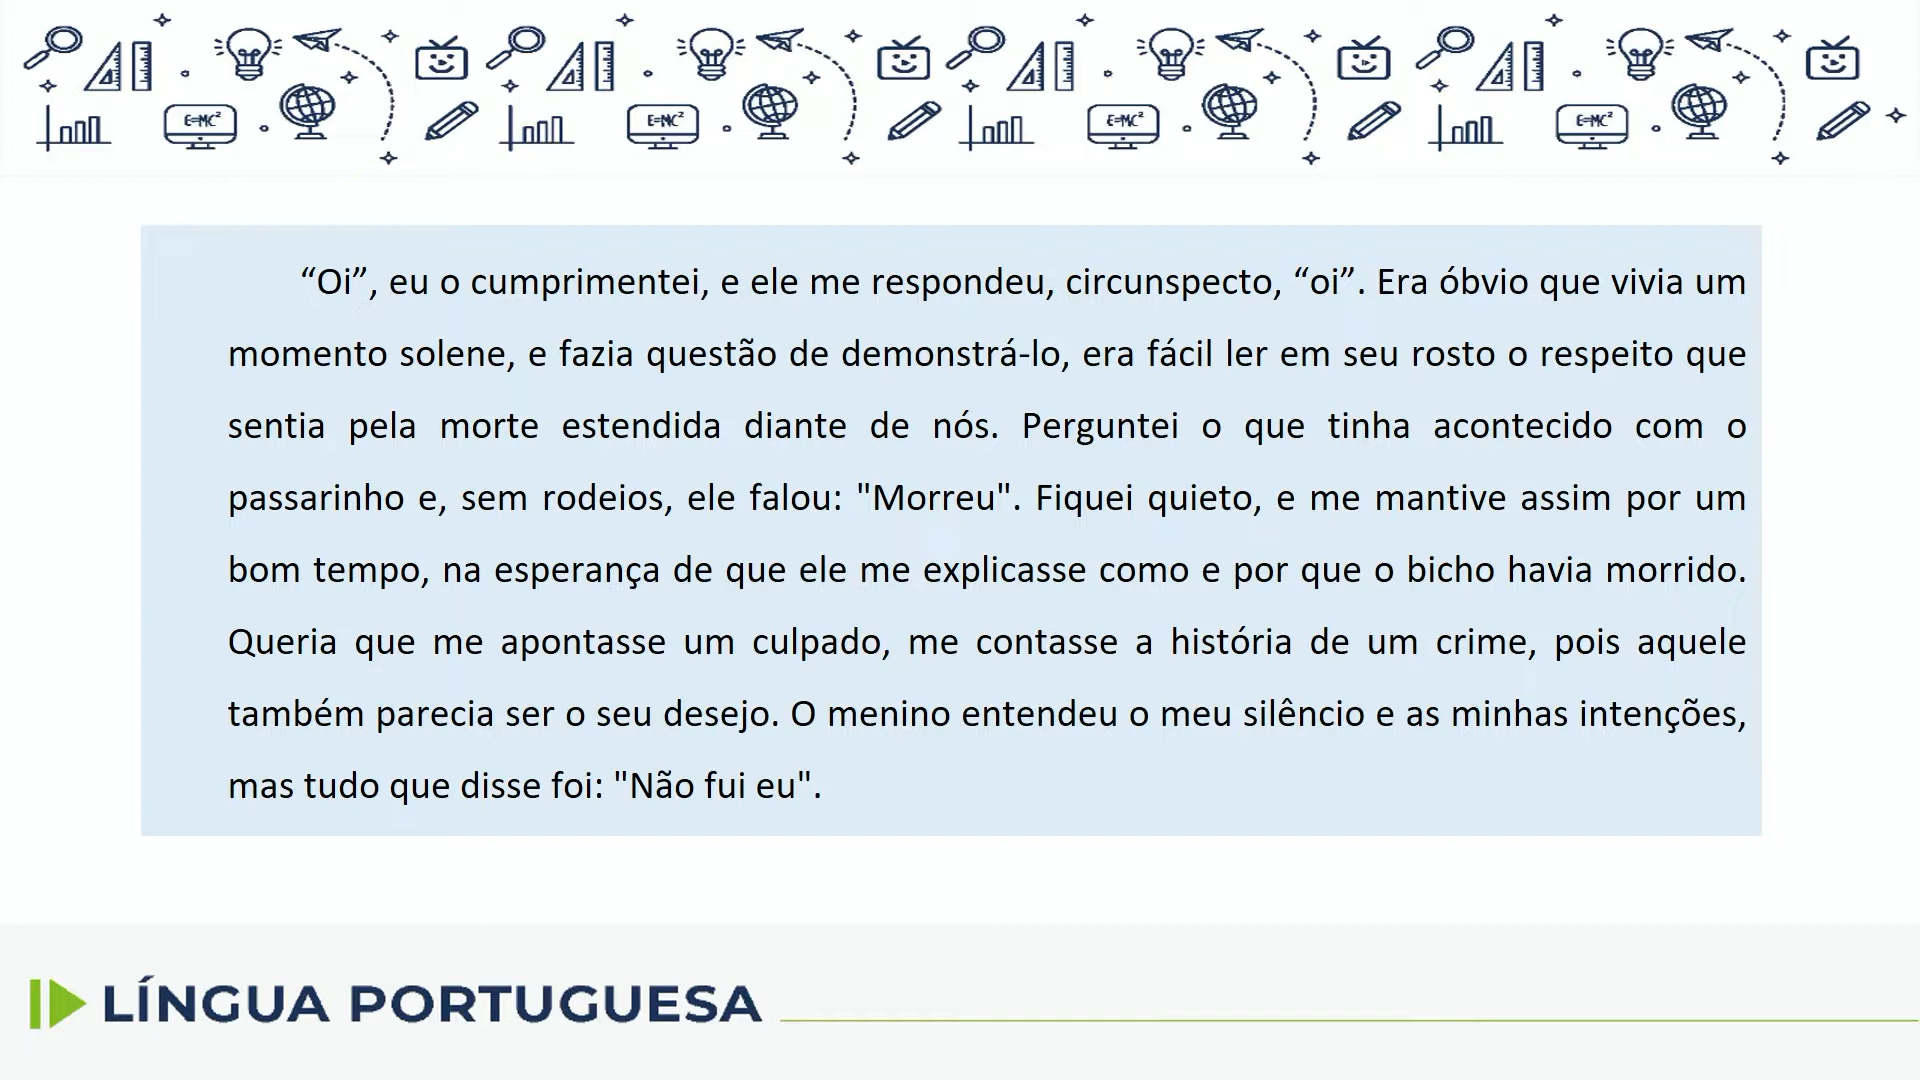 E=MC² E=MC² E=MC² E=MC²
“Oi”, eu o cumprimentei, e ele me respondeu, circunspecto, “oi”. Era óbvio que vivia um
momento solene, e fazia questão de demonstrá-lo, era fácil ler em seu rosto o respeito que
sentia pela morte estendida diante de nós. Perguntei o que tinha acontecido com o
passarinho e, sem rodeios, ele falou: "Morreu". Fiquei quieto, e me mantive assim por um
bom tempo, na esperança de que ele me explicasse como e por que o bicho havia morrido.
Queria que me apontasse um culpado, me contasse a história de um crime, pois aquele
também parecia ser o seu desejo. O menino entendeu o meu silêncio e as minhas intenções,
mas tudo que disse foi: "Não fui eu".
LÍNGUA PORTUGUESA